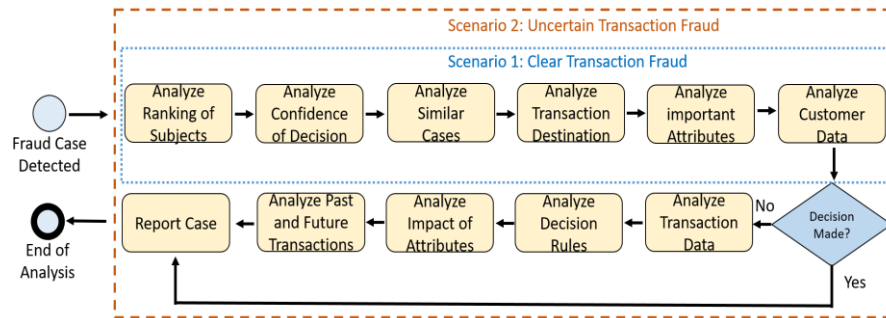 Scenario 2: Uncertain Transaction Fraud
Scenario 1: Clear Transaction Fraud
Fraud Case
Detected
Analyze
Ranking of
Subjects
Analyze
Confidence
of Decision
Analyze
Similar
Cases
Analyze
Transaction
Destination
Analyze
important
Attributes
Analyze
Customer
Data
Decision
Made?
No
Yes
Analyze
Transaction
Data
Analyze
Decision
Rules
Analyze
Impact of
Attributes
Analyze Past
and Future
Transactions
Report Case
End of
Analysis